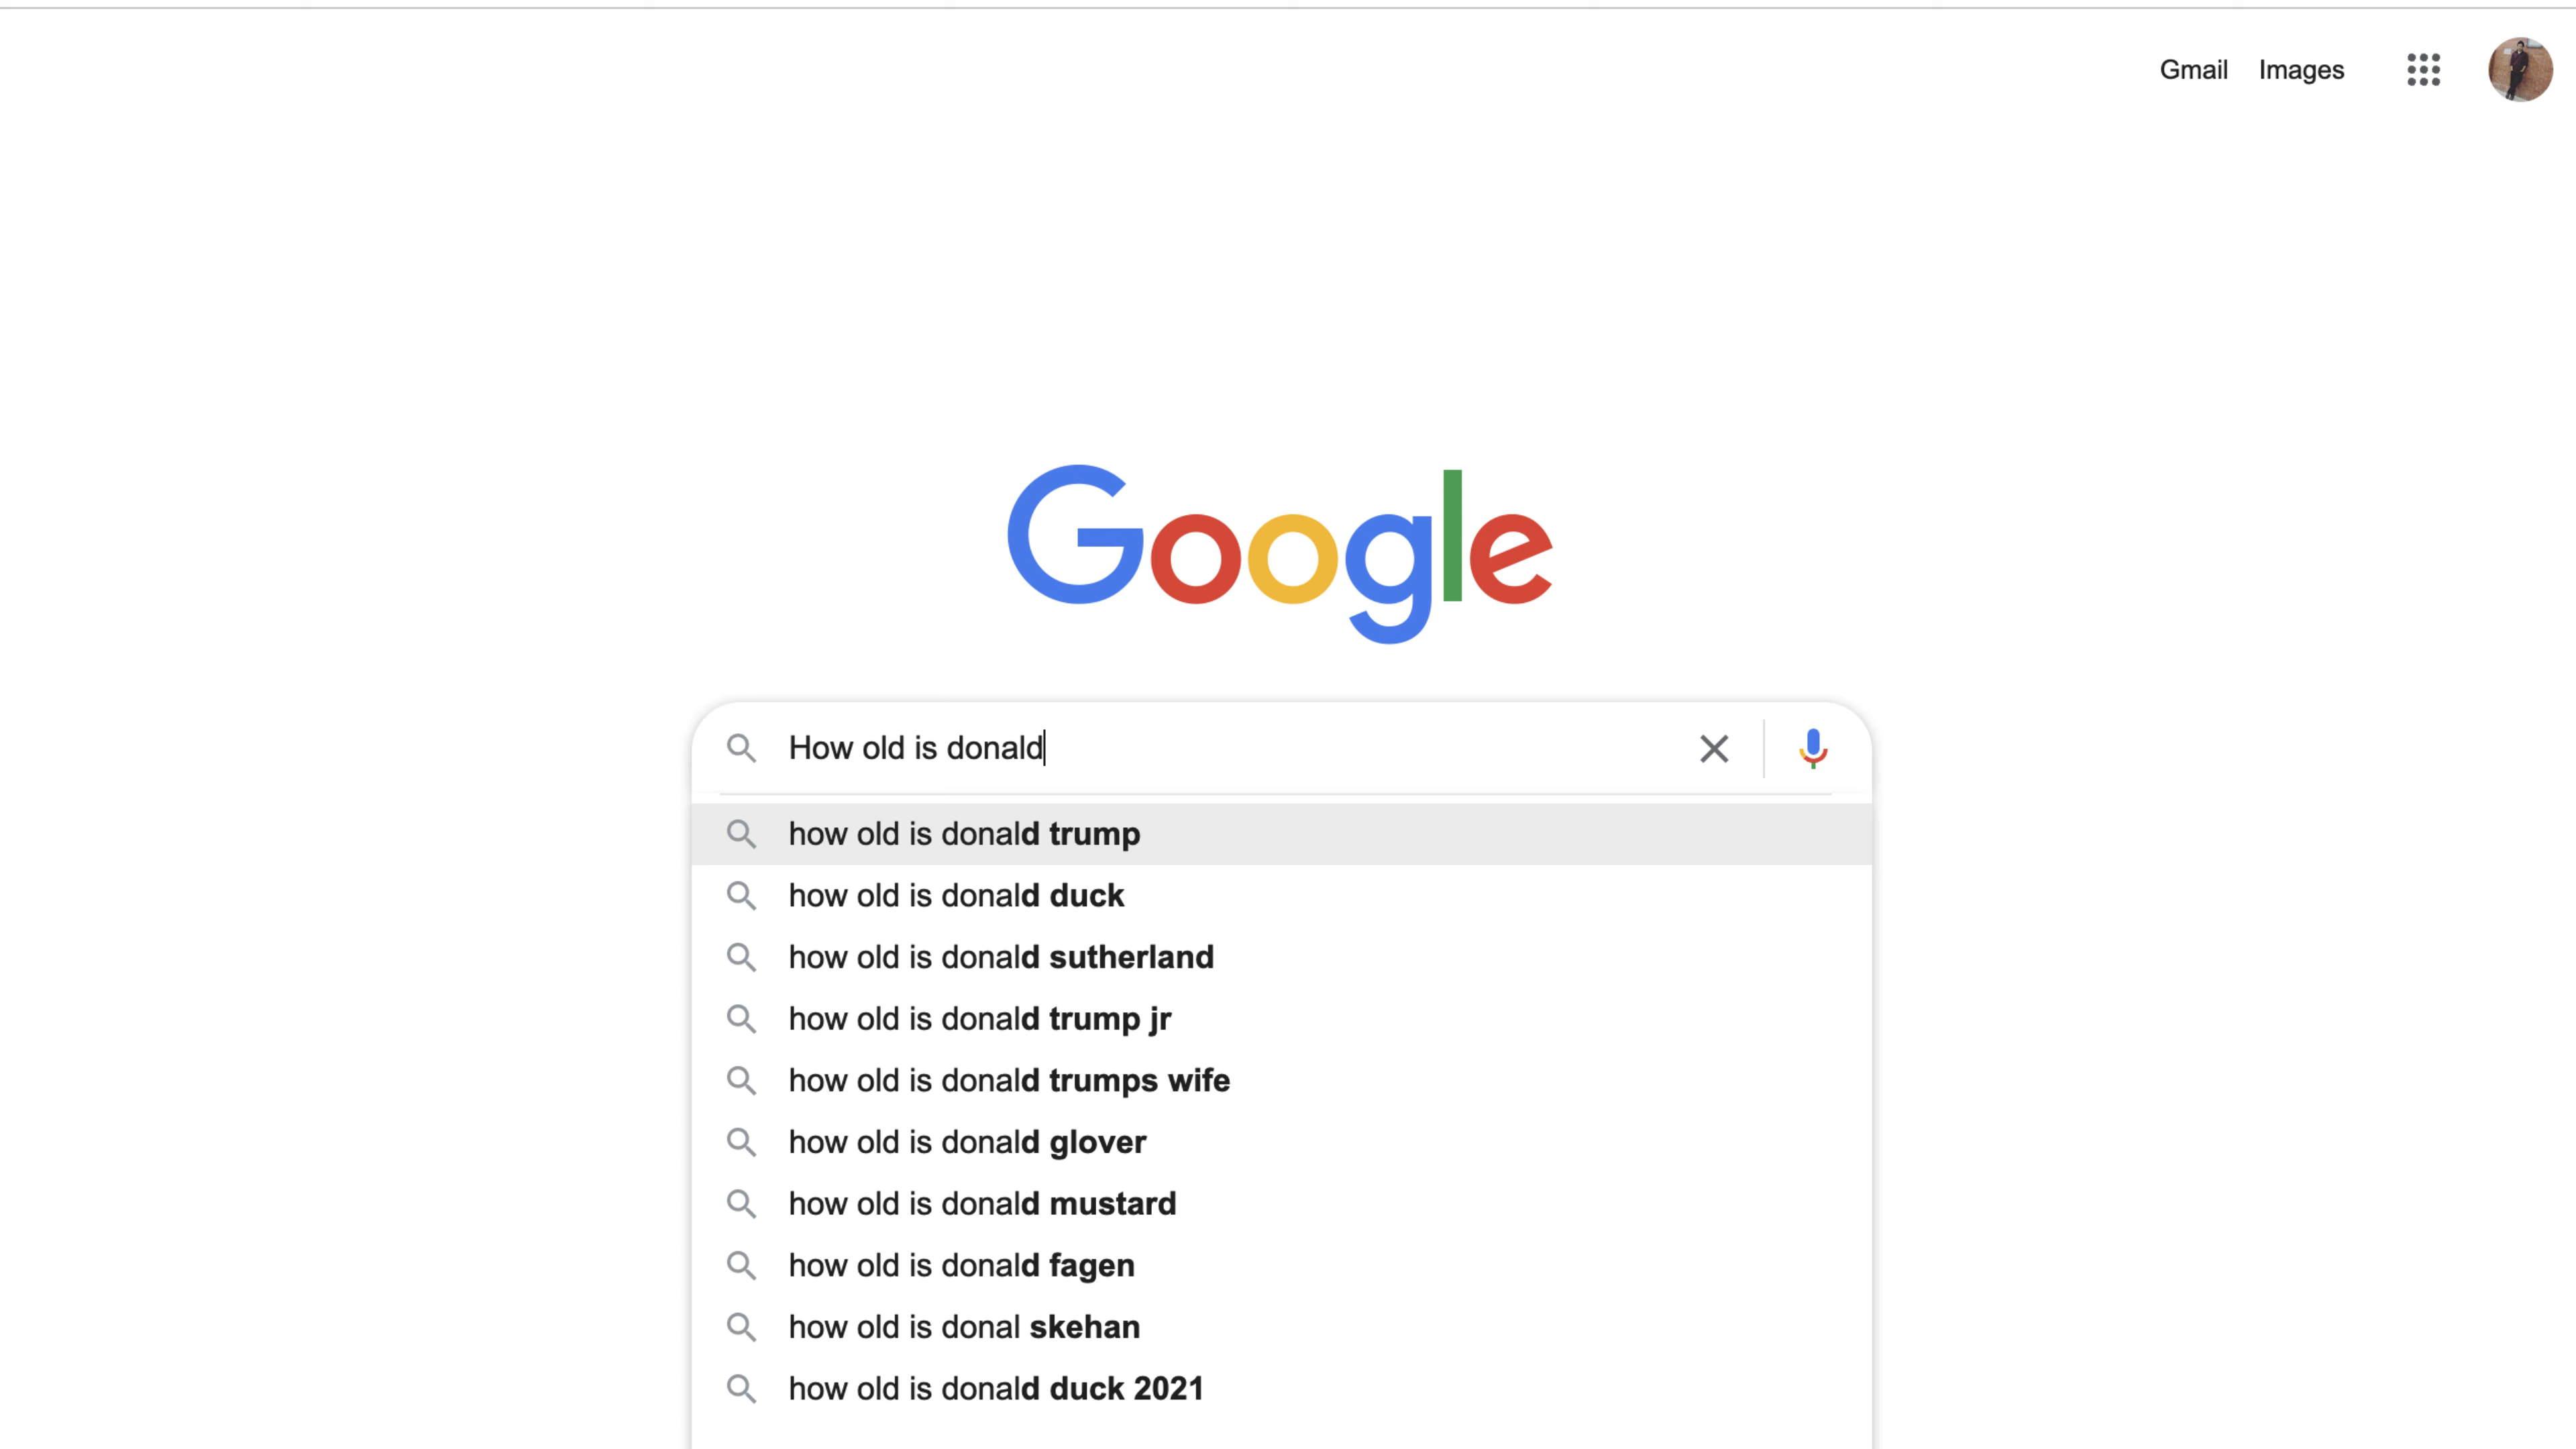 Gmail Images
Google
How old is donald
how old is donald trump
how old is donald duck
how old is donald sutherland
how old is donald trump jr
how old is donald trumps wife
how old is donald glover
how old is donald mustard
how old is donald fagen
how old is donal skehan
how old is donald duck 2021